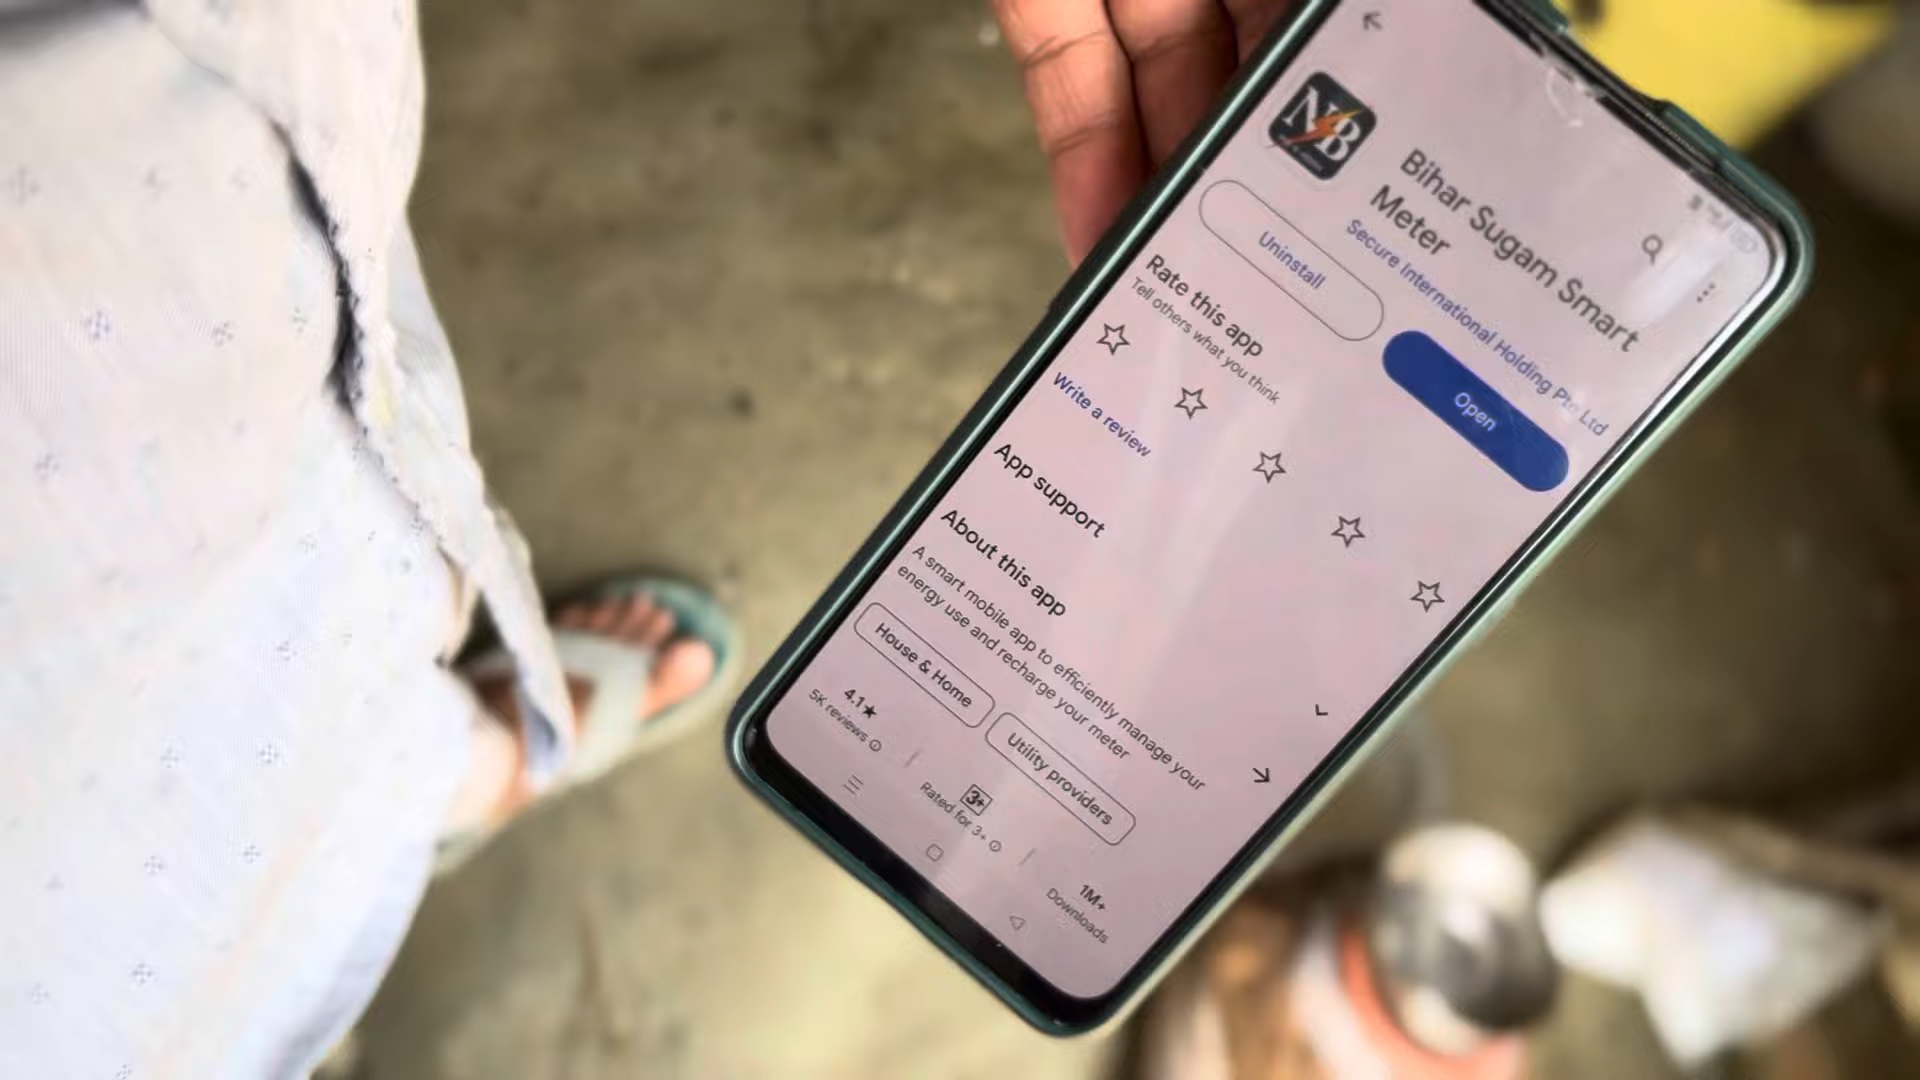 NB
Bihar Sugam Smart
Meter
Secure International Holding Pte Ltd
Uninstall
Open
Rate this app
Tell others what you think
Write a review
App support
About this app
A smart mobile app to efficiently manage your
energy use and recharge your meter
House & Home
Utility providers
4.1★
5K reviews
3+
Rated for 3+
1M+
Downloads